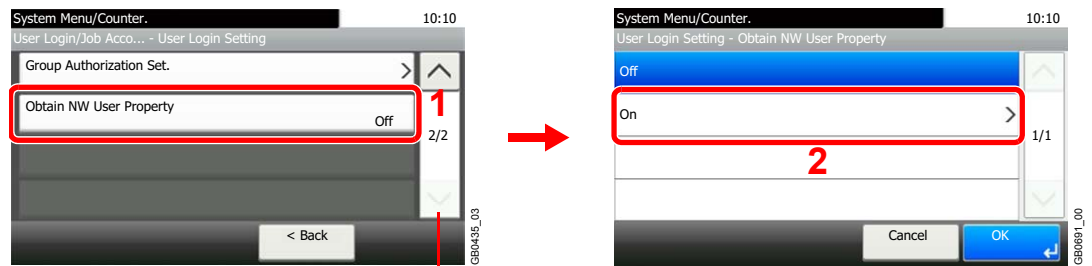 System Menu/Counter. 10:10
User Login/Job Acco... - User Login Setting
Group Authorization Set.
Obtain NW User Property
Off
1
2/2
< Back
GB0435_03
System Menu/Counter. 10:10
User Login Setting - Obtain NW User Property
Off
On
1/1
2
Cancel OK
GB0691_00